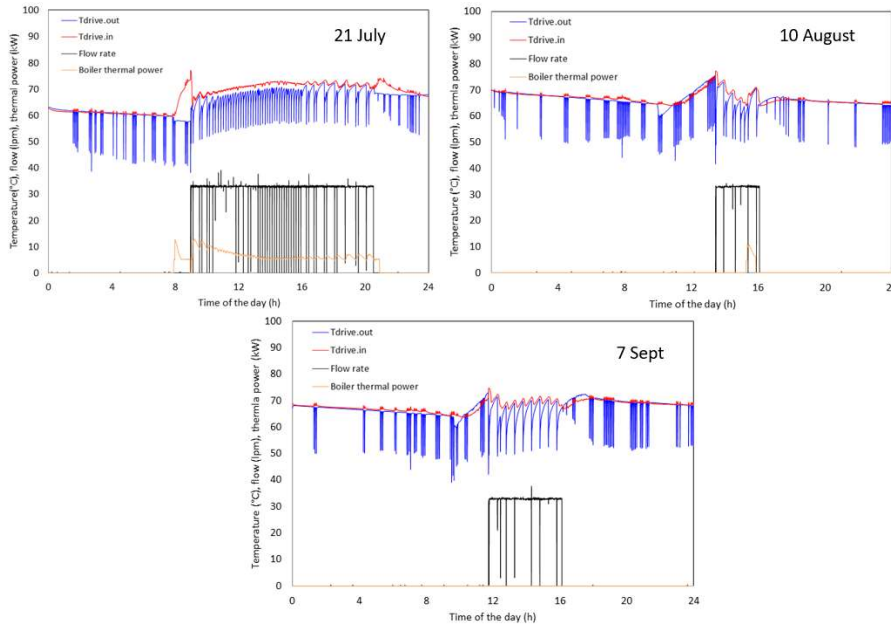 100
90
80
70
60
50
40
30
20
10
0
Temperature(°C), flow (lpm), thermal power (kW)
Tdrive.out
Tdrive.in
Flow rate
Boiler thermal power
21 July
0 4 8 12 16 20 24
Time of the day (h)
100
90
80
70
60
50
40
30
20
10
0
Temperature (°C), flow (lpm), thermla power (kW)
Tdrive.out
Tdrive.in
Flow rate
Boiler thermal power
10 August
0 4 8 12 16 20 24
Time of the day (h)
100
90
80
70
60
50
40
30
20
10
0
Temperature (°C), flow (lpm), thermla power (kW)
Tdrive.out
Tdrive.in
Flow rate
Boiler thermal power
7 Sept
0 4 8 12 16 20 24
Time of the day (h)